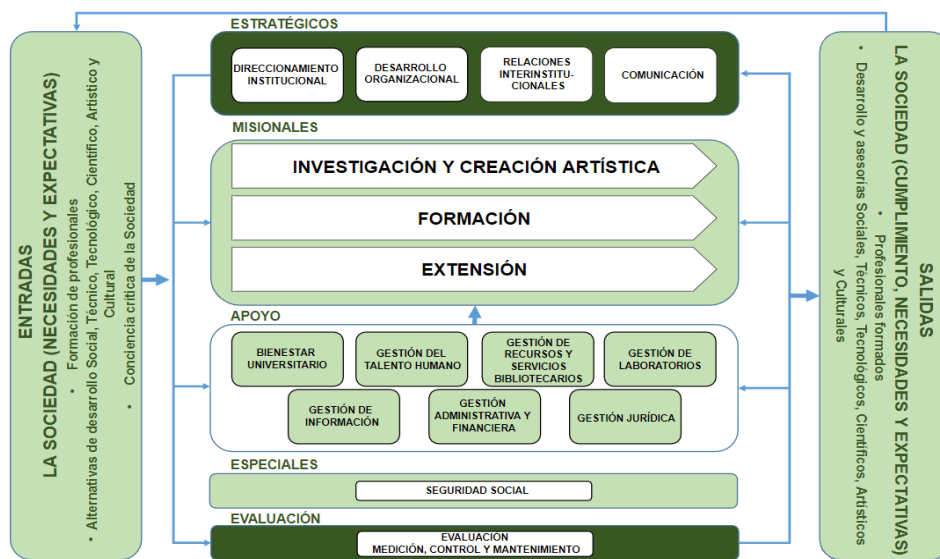 ENTRADAS
LA SOCIEDAD (NECESIDADES Y EXPECTATIVAS)
• Formación de profesionales
• Alternativas de desarrollo Social, Técnico, Tecnológico, Científico, Artístico y
Cultural
• Conciencia crítica de la Sociedad
ESTRATÉGICOS
DIRECCIONAMIENTO
INSTITUCIONAL
DESARROLLO
ORGANIZACIONAL
RELACIONES
INTERINSTITU-
CIONALES
COMUNICACIÓN
MISIONALES
INVESTIGACIÓN Y CREACIÓN ARTÍSTICA
FORMACIÓN
EXTENSIÓN
APOYO
BIENESTAR
UNIVERSITARIO
GESTIÓN DEL
TALENTO HUMANO
GESTIÓN DE
RECURSOS Y
SERVICIOS
BIBLIOTECARIOS
GESTIÓN DE
LABORATORIOS
GESTIÓN DE
INFORMACIÓN
GESTIÓN
ADMINISTRATIVA Y
FINANCIERA
GESTIÓN JURÍDICA
ESPECIALES
SEGURIDAD SOCIAL
EVALUACIÓN
EVALUACIÓN
MEDICIÓN, CONTROL Y MANTENIMIENTO
SALIDAS
LA SOCIEDAD (CUMPLIMIENTO, NECESIDADES Y EXPECTATIVAS)
• Profesionales formados
• Desarrollo y asesorías Sociales, Técnicos, Tecnológicos, Científicos, Artísticos
y Culturales